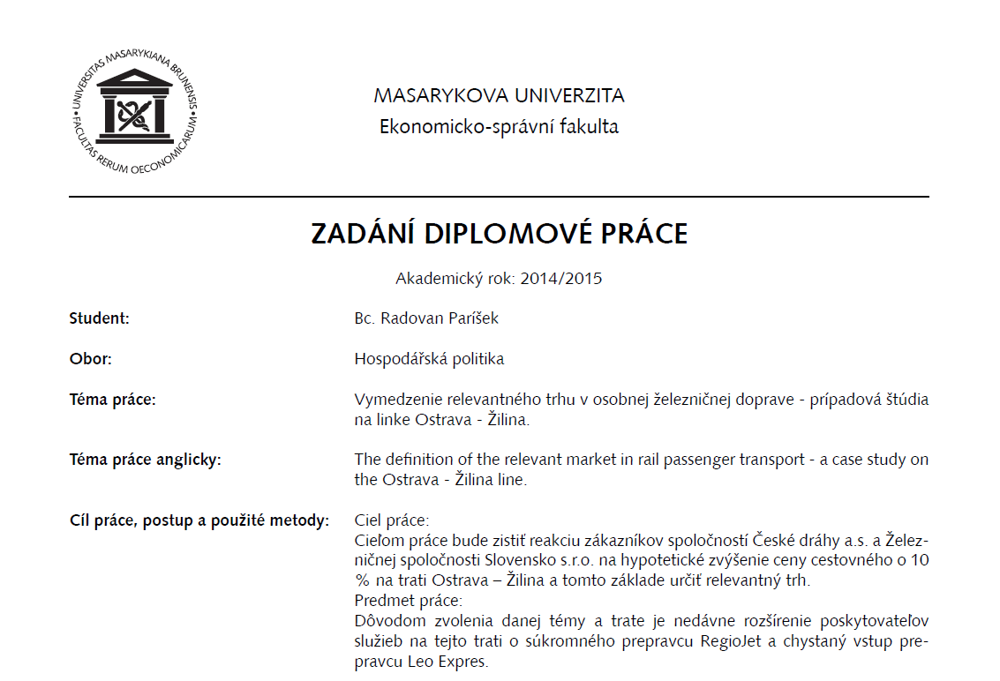 UNIVERSITAS MASARYKIANA BRUNENSIS
• FACULTAS RERUM OECONOMICARUM •
MASARYKOVA UNIVERZITA
Ekonomicko-správní fakulta
ZADÁNÍ DIPLOMOVÉ PRÁCE
Akademický rok: 2014/2015
Student: Bc. Radovan Paríšek
Obor: Hospodářská politika
Téma práce: Vymedzenie relevantného trhu v osobnej železničnej doprave - prípadová štúdia
na linke Ostrava - Žilina.
Téma práce anglicky: The definition of the relevant market in rail passenger transport - a case study on
the Ostrava - Žilina line.
Cíl práce, postup a použité metody: Ciel práce:
Cieľom práce bude zistiť reakciu zákazníkov spoločností České dráhy a.s. a Želez-
ničnej spoločnosti Slovensko s.r.o. na hypotetické zvýšenie ceny cestovného o 10
% na trati Ostrava – Žilina a tomto základe určiť relevantný trh.
Predmet práce:
Dôvodom zvolenia danej témy a trate je nedávne rozšírenie poskytovateľov
služieb na tejto trati o súkromného prepravcu RegioJet a chystaný vstup pre-
pravcu Leo Expres.